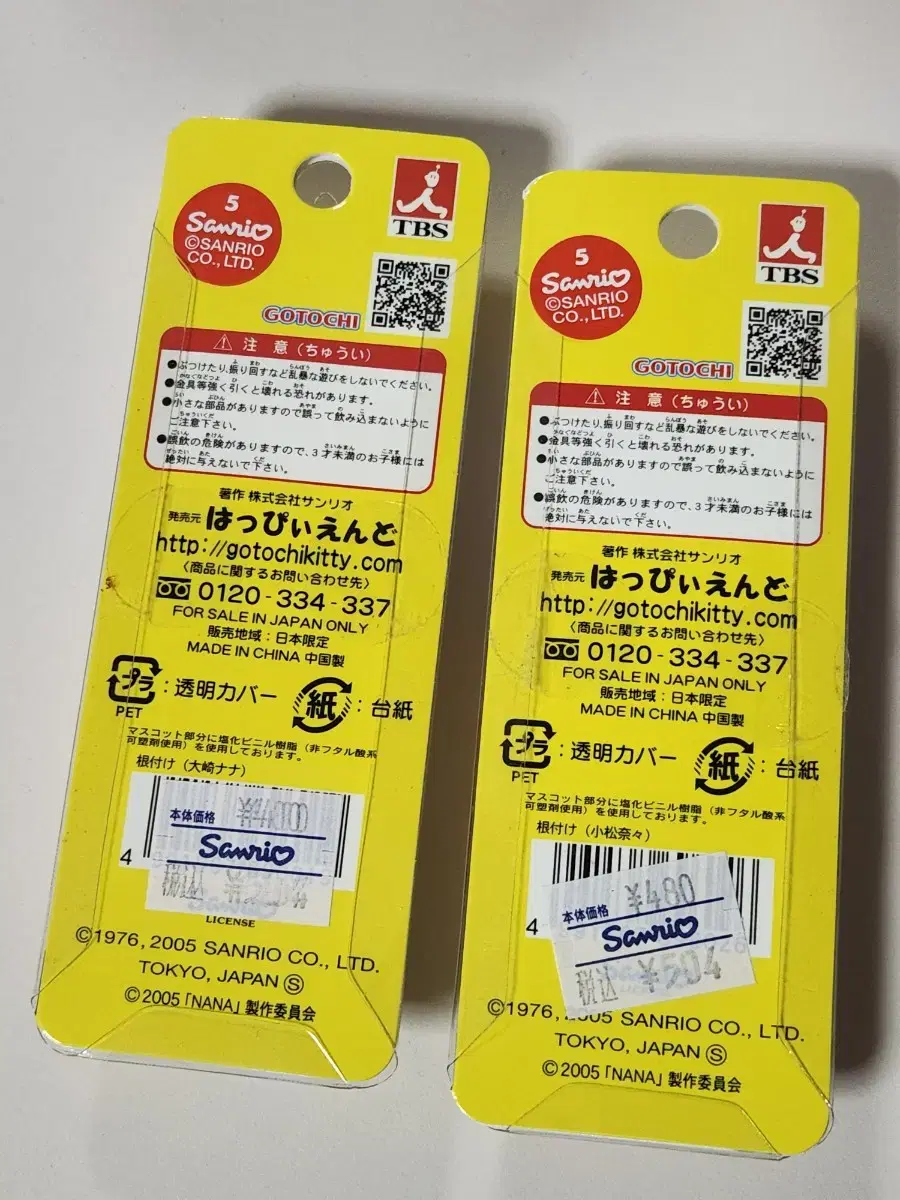 5
Sanrio
©SANRIO
CO., LTD.
TBS
GOTOCHI
注 意 (ちゅうい)
●ぶつけたり、振り回すなど乱暴な遊びをしないでください。
●金具等強く引くと壊れる恐れがあります。
●小さな部品がありますので誤って飲み込まないように
ご注意下さい。
●誤飲の危険がありますので、3才未満のお子様には
絶対に与えないで下さい。
著作 株式会社サンリオ
発売元 はっぴぃえんど
http://gotochikitty.com
〈商品に関するお問い合わせ先〉
0120-334-337
FOR SALE IN JAPAN ONLY
販売地域:日本限定
MADE IN CHINA 中国製
プラ :透明カバー 紙 :台紙
PET
マスコット部分に塩化ビニル樹脂(非フタル酸系
可塑剤使用)を使用しております。
根付け(大崎ナナ)
本体価格
Sanrio
税込
4
LICENSE
©1976, 2005 SANRIO CO., LTD.
TOKYO, JAPAN Ⓢ
©2005「NANA」製作委員会
5
Sanrio
©SANRIO
CO., LTD.
TBS
GOTOCHI
注 意 (ちゅうい)
●ぶつけたり、振り回すなど乱暴な遊びをしないでください。
●金具等強く引くと壊れる恐れがあります。
●小さな部品がありますので誤って飲み込まないように
ご注意下さい。
●誤飲の危険がありますので、3才未満のお子様には
絶対に与えないで下さい。
著作 株式会社サンリオ
発売元 はっぴぃえんど
http://gotochikitty.com
〈商品に関するお問い合わせ先〉
0120-334-337
FOR SALE IN JAPAN ONLY
販売地域:日本限定
MADE IN CHINA 中国製
プラ :透明カバー 紙 :台紙
PET
マスコット部分に塩化ビニル樹脂(非フタル酸系
可塑剤使用)を使用しております。
根付け(小松奈々)
本体価格 ¥480
Sanrio
税込 ¥504
4
©1976, 2005 SANRIO CO., LTD.
TOKYO, JAPAN Ⓢ
©2005「NANA」製作委員会